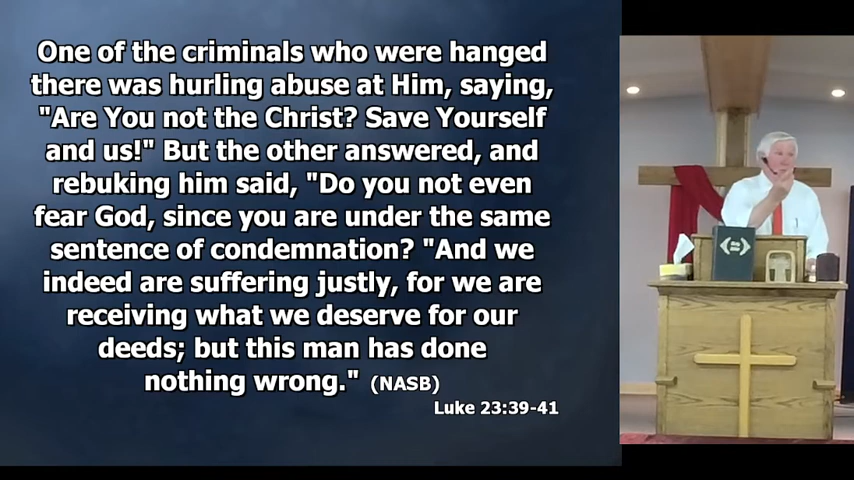 One of the criminals who were hanged
there was hurling abuse at Him, saying,
"Are You not the Christ? Save Yourself
and us!" But the other answered, and
rebuking him said, "Do you not even
fear God, since you are under the same
sentence of condemnation? "And we
indeed are suffering justly, for we are
receiving what we deserve for our
deeds; but this man has done
nothing wrong." (NASB)
Luke 23:39-41